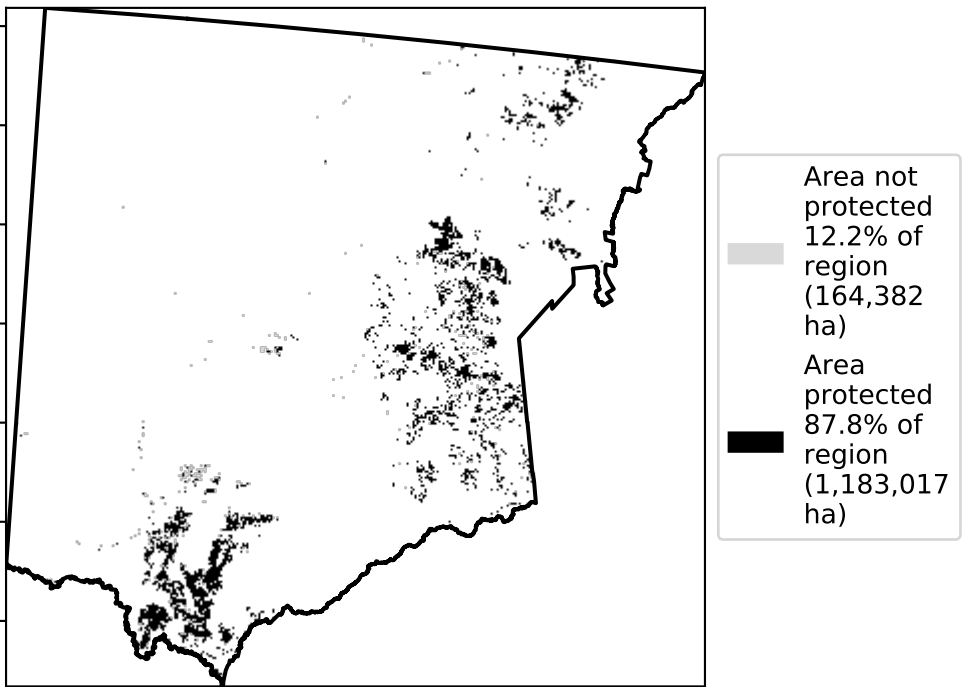 Area not
protected
12.2% of
region
(164,382
ha)
Area
protected
87.8% of
region
(1,183,017
ha)